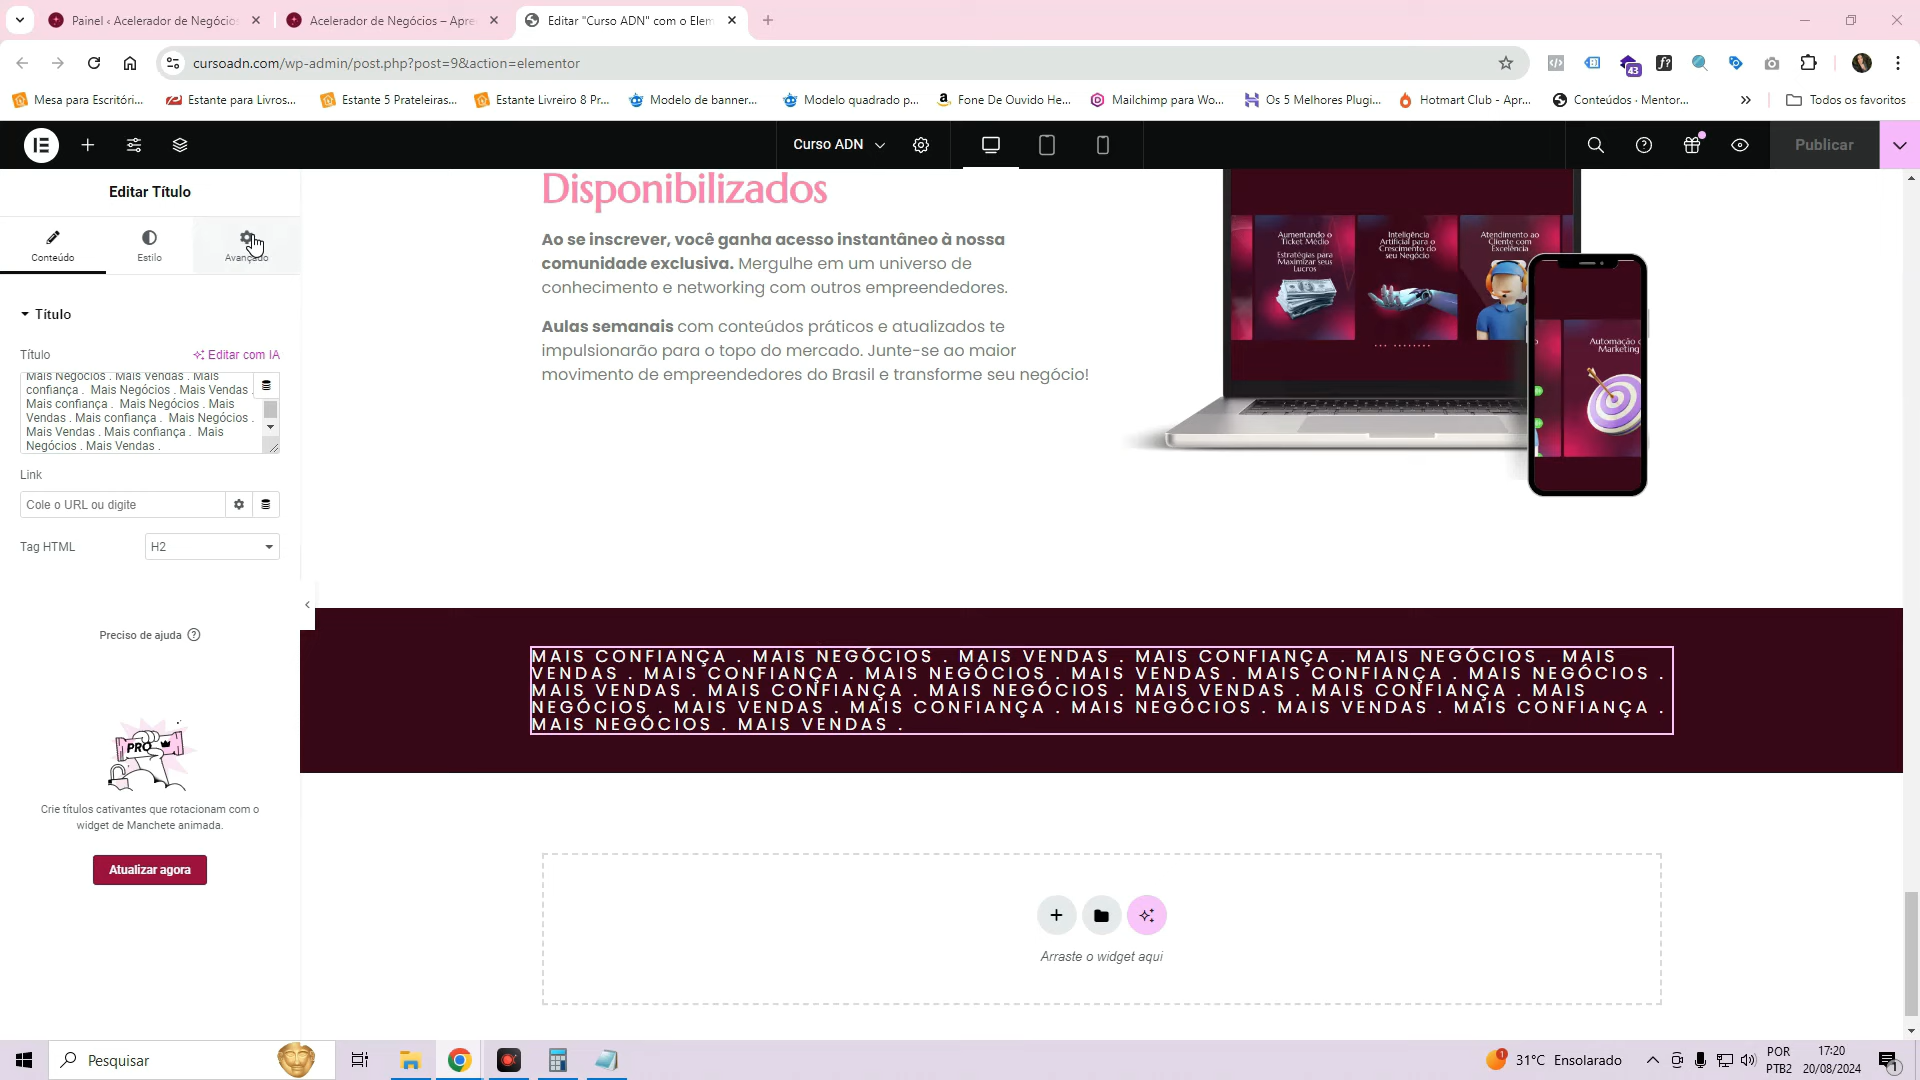 Painel ‹ Acelerador de Negócios
Acelerador de Negócios – Apre
Editar "Curso ADN" com o Elem
cursoadn.com/wp-admin/post.php?post=9&action=elementor
43
f?
Mesa para Escritóri...
Estante para Livros...
Estante 5 Prateleiras...
Estante Livreiro 8 Pr...
Modelo de banner...
Modelo quadrado p...
Fone De Ouvido He...
Mailchimp para Wo...
Os 5 Melhores Plugi...
Hotmart Club - Apr...
Conteúdos · Mentor...
Todos os favoritos
Curso ADN
Publicar
Editar Título
Conteúdo
Estilo
Avançado
Título
Título
Editar com IA
Mais Negócios . Mais Vendas . Mais
confiança . Mais Negócios . Mais Vendas .
Mais confiança . Mais Negócios . Mais
Vendas . Mais confiança . Mais Negócios .
Mais Vendas . Mais confiança . Mais
Negócios . Mais Vendas .
Link
Cole o URL ou digite
Tag HTML
H2
Preciso de ajuda
PRO
Crie títulos cativantes que rotacionam com o
widget de Manchete animada.
Atualizar agora
Disponibilizados
Ao se inscrever, você ganha acesso instantâneo à nossa
comunidade exclusiva. Mergulhe em um universo de
conhecimento e networking com outros empreendedores.
Aulas semanais com conteúdos práticos e atualizados te
impulsionarão para o topo do mercado. Junte-se ao maior
movimento de empreendedores do Brasil e transforme seu negócio!
Aumentando o
Ticket Médio
Estratégias para
Maximizar seus
Lucros
Inteligência
Artificial para o
Crescimento do
seu Negócio
Atendimento ao
Cliente com
Excelência
Automação d
Marketing
MAIS CONFIANÇA . MAIS NEGÓCIOS . MAIS VENDAS . MAIS CONFIANÇA . MAIS NEGÓCIOS . MAIS
VENDAS . MAIS CONFIANÇA . MAIS NEGÓCIOS . MAIS VENDAS . MAIS CONFIANÇA . MAIS NEGÓCIOS .
MAIS VENDAS . MAIS CONFIANÇA . MAIS NEGÓCIOS . MAIS VENDAS . MAIS CONFIANÇA . MAIS
NEGÓCIOS . MAIS VENDAS . MAIS CONFIANÇA . MAIS NEGÓCIOS . MAIS VENDAS . MAIS CONFIANÇA .
MAIS NEGÓCIOS . MAIS VENDAS .
Arraste o widget aqui
Pesquisar
1
31°C Ensolarado
POR
PTB2
17:20
20/08/2024
1